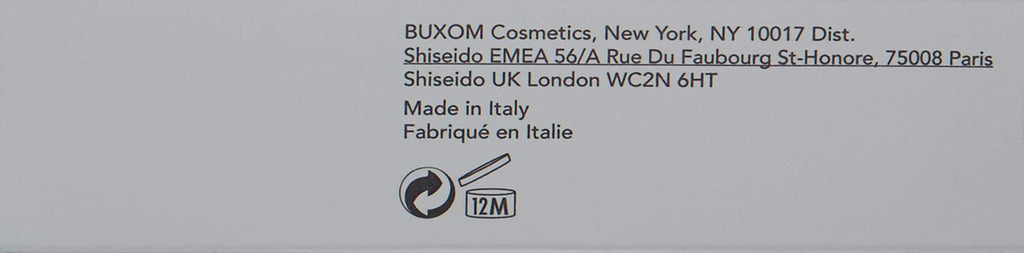 BUXOM Cosmetics, New York, NY 10017 Dist.
Shiseido EMEA 56/A Rue Du Faubourg St-Honore, 75008 Paris
Shiseido UK London WC2N 6HT
Made in Italy
Fabriqué en Italie
12M